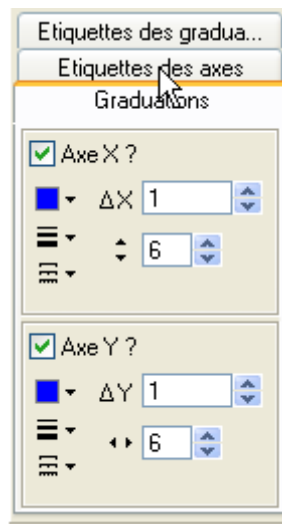 Etiquettes des gradua...
Etiquettes des axes
Graduations
Axe X ?
ΔX 1
6
Axe Y ?
ΔY 1
6